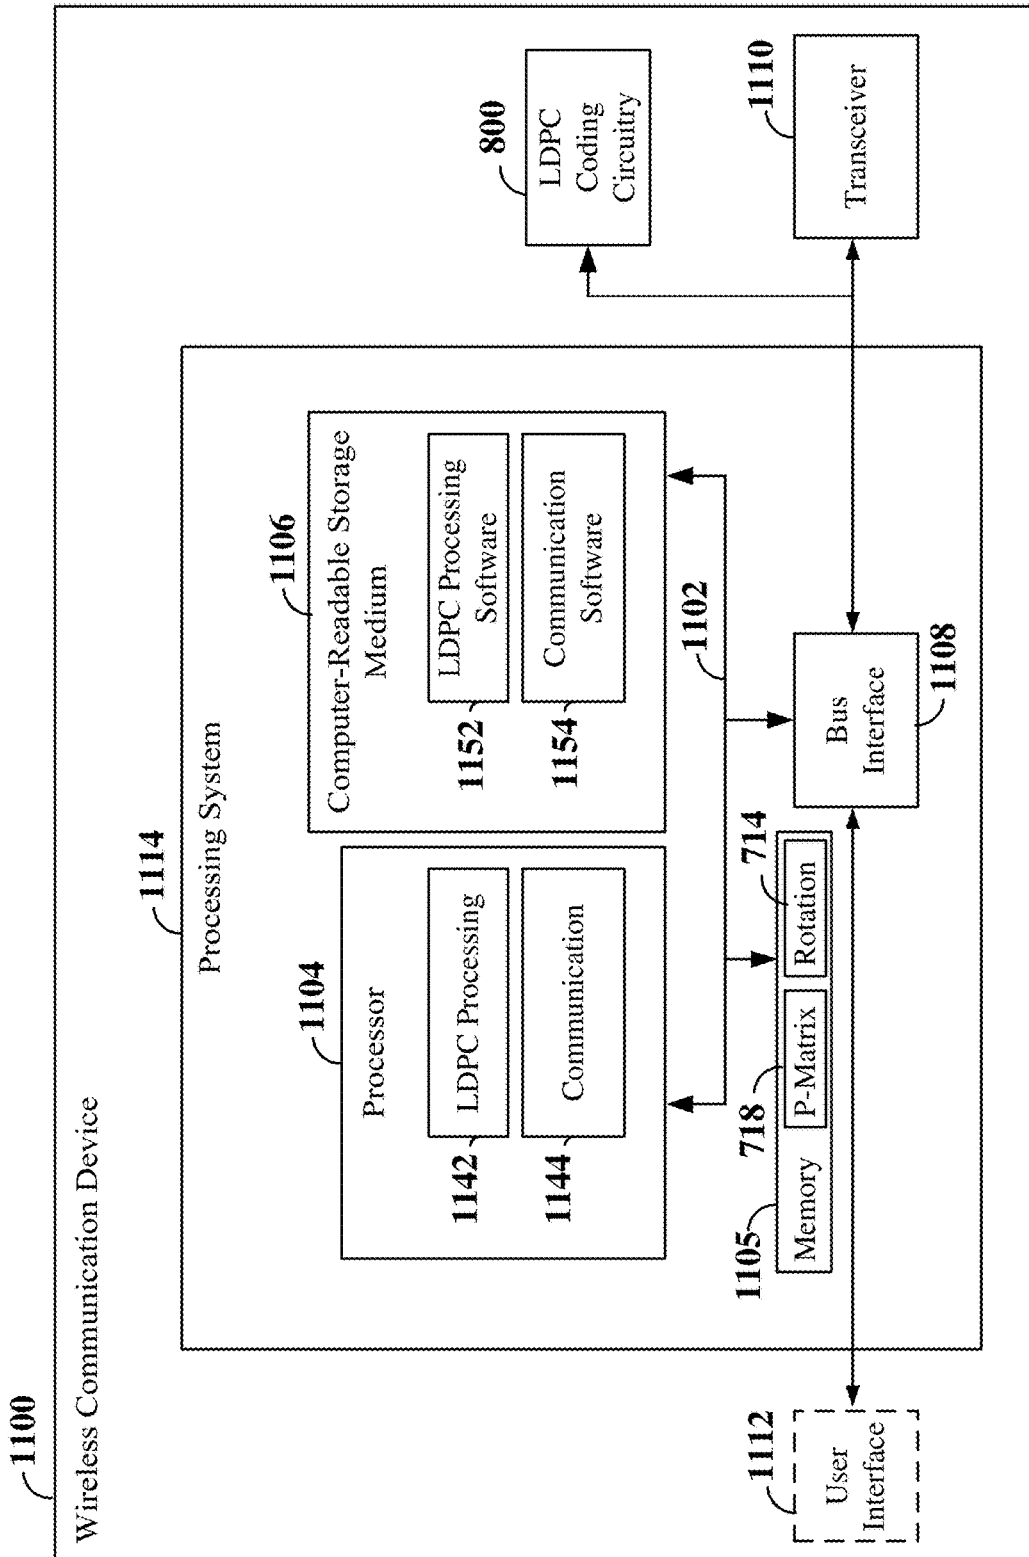 1100
Wireless Communication Device
1114
Processing System
1104
Processor
1142
LDPC Processing
1144
Communication
1106
Computer-Readable Storage
Medium
1152
LDPC Processing
Software
1154
Communication
Software
1102
1105
Memory
718
P-Matrix
714
Rotation
Bus
Interface
1108
1112
User
Interface
800
LDPC
Coding
Circuitry
1110
Transceiver